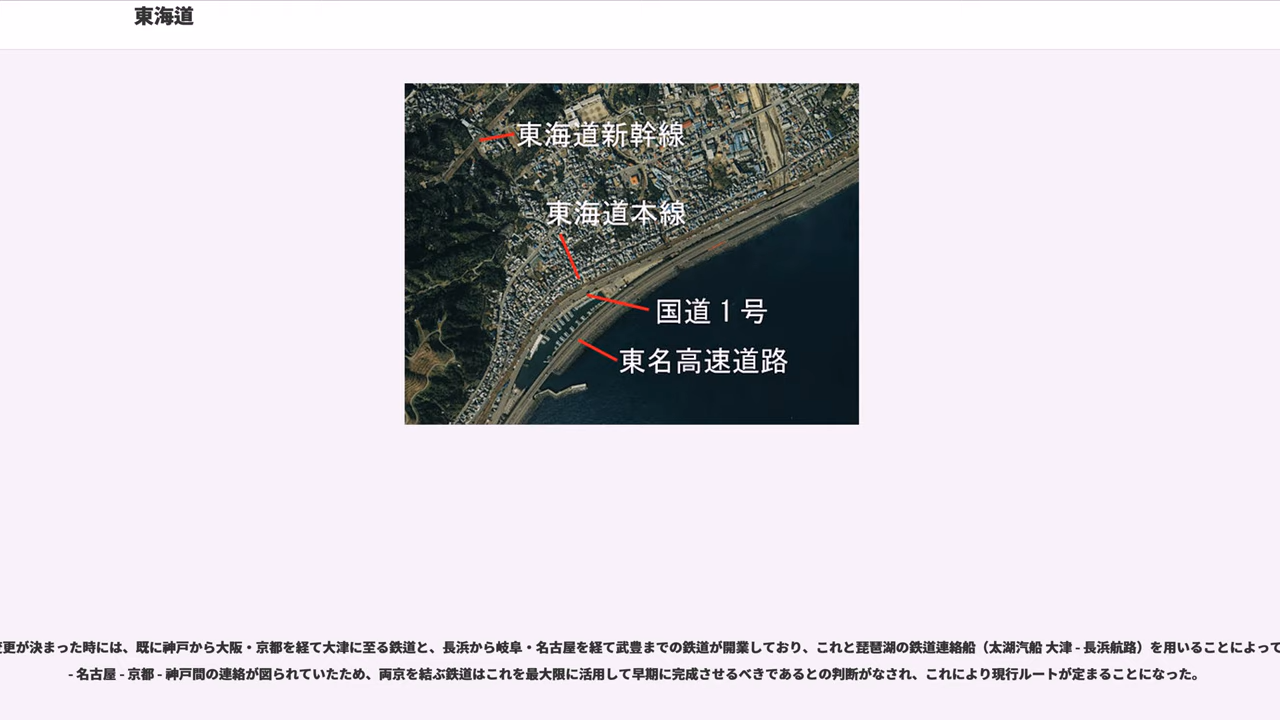 東海道
東海道新幹線
東海道本線
国道1号
東名高速道路
更が決まった時には、既に神戸から大阪・京都を経て大津に至る鉄道と、長浜から岐阜・名古屋を経て武豊までの鉄道が開業しており、これと琵琶湖の鉄道連絡船（太湖汽船 大津 - 長浜航路）を用いることによって
- 名古屋 - 京都 - 神戸間の連絡が図られていたため、両京を結ぶ鉄道はこれを最大限に活用して早期に完成させるべきであるとの判断がなされ、これにより現行ルートが定まることになった。